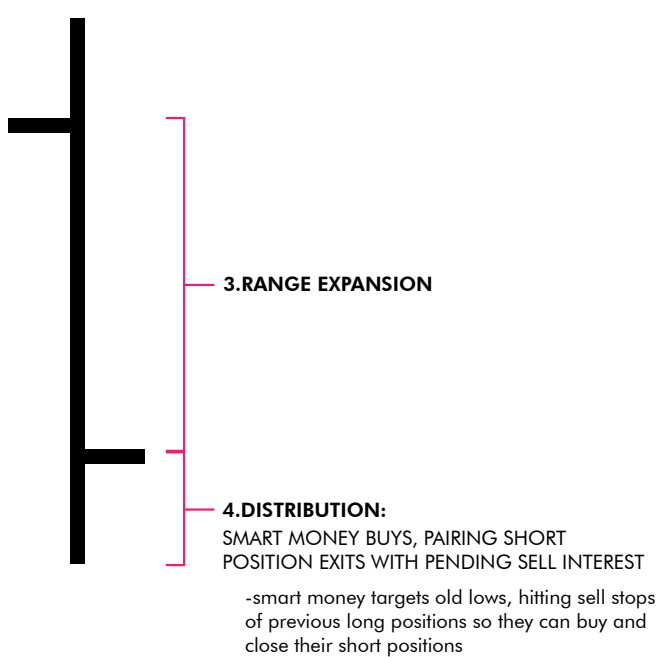 3.RANGE EXPANSION
4.DISTRIBUTION:
SMART MONEY BUYS, PAIRING SHORT
POSITION EXITS WITH PENDING SELL INTEREST
-smart money targets old lows, hitting sell stops
of previous long positions so they can buy and
close their short positions